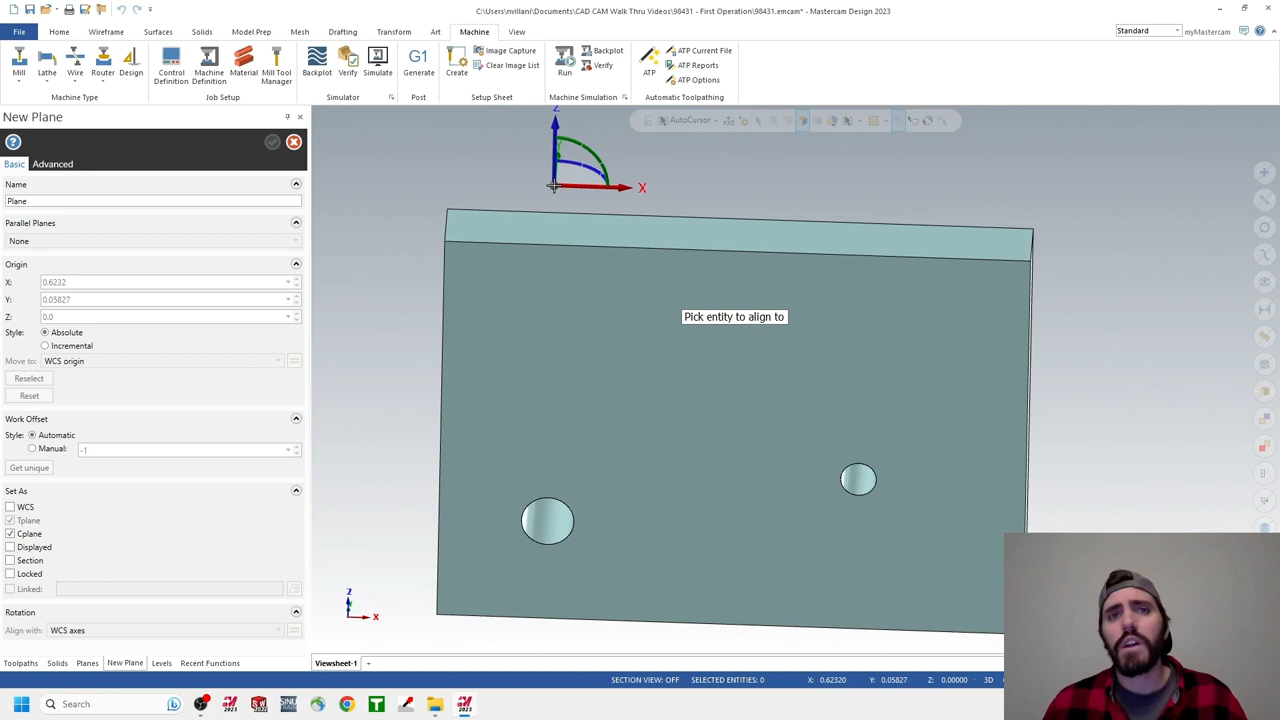 C:\Users\nvillani\Documents\CAD CAM Walk Thru Videos\98431 - First Operation\98431.emcam* - Mastercam Design 2023
File Home Wireframe Surfaces Solids Model Prep Mesh Drafting Transform Art Machine View Standard myMastercam
Mill Lathe Wire Router Design Control Definition Machine Definition Material Mill Tool Manager Backplot Verify Simulate G1 Generate Create Image Capture Clear Image List Run Backplot Verify ATP ATP Current File ATP Reports ATP Options
Machine Type Job Setup Simulator Post Setup Sheet Machine Simulation Automatic Toolpathing
New Plane
AutoCursor
Basic Advanced
Name
Plane
Parallel Planes
None
Origin
X: 0.6232
Y: 0.05827
Z: 0.0
Style: Absolute
Incremental
Move to: WCS origin
Reselect
Reset
Work Offset
Style: Automatic
Manual: -1
Get unique
Set As
WCS
Tplane
Cplane
Displayed
Section
Locked
Linked:
Rotation
Align with: WCS axes
Z
X
Pick entity to align to
Z
X
Toolpaths Solids Planes New Plane Levels Recent Functions Viewsheet-1 +
SECTION VIEW: OFF SELECTED ENTITIES: 0 X: 0.62320 Y: 0.05827 Z: 0.00000 3D
Search